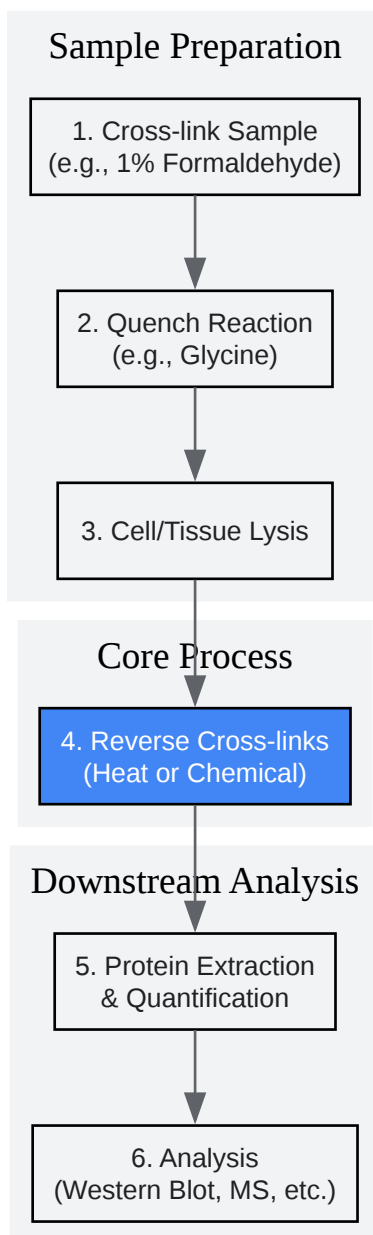 Sample Preparation
1. Cross-link Sample
(e.g., 1% Formaldehyde)
2. Quench Reaction
(e.g., Glycine)
3. Cell/Tissue Lysis
Core Process
4. Reverse Cross-links
(Heat or Chemical)
Downstream Analysis
5. Protein Extraction
& Quantification
6. Analysis
(Western Blot, MS, etc.)